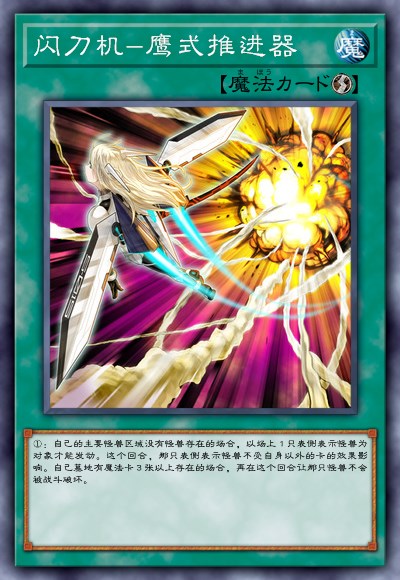 闪刀机-鹰式推进器
魔
【魔法カード】
ま ほう
①：自己的主要怪兽区域没有怪兽存在的场合，以场上1只表侧表示怪兽为
对象才能发动。这个回合，那只表侧表示怪兽不受自身以外的卡的效果影
响。自己墓地有魔法卡3张以上存在的场合，再在这个回合让那只怪兽不会
被战斗破坏。